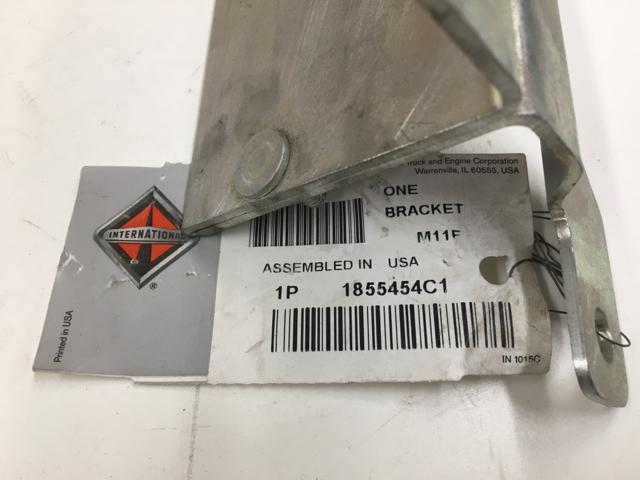 Truck and Engine Corporation
Warrenville, IL 60555, USA
ONE
BRACKET
M11F
INTERNATIONAL
®
ASSEMBLED IN USA
1P 1855454C1
Printed in USA
IN 1015C